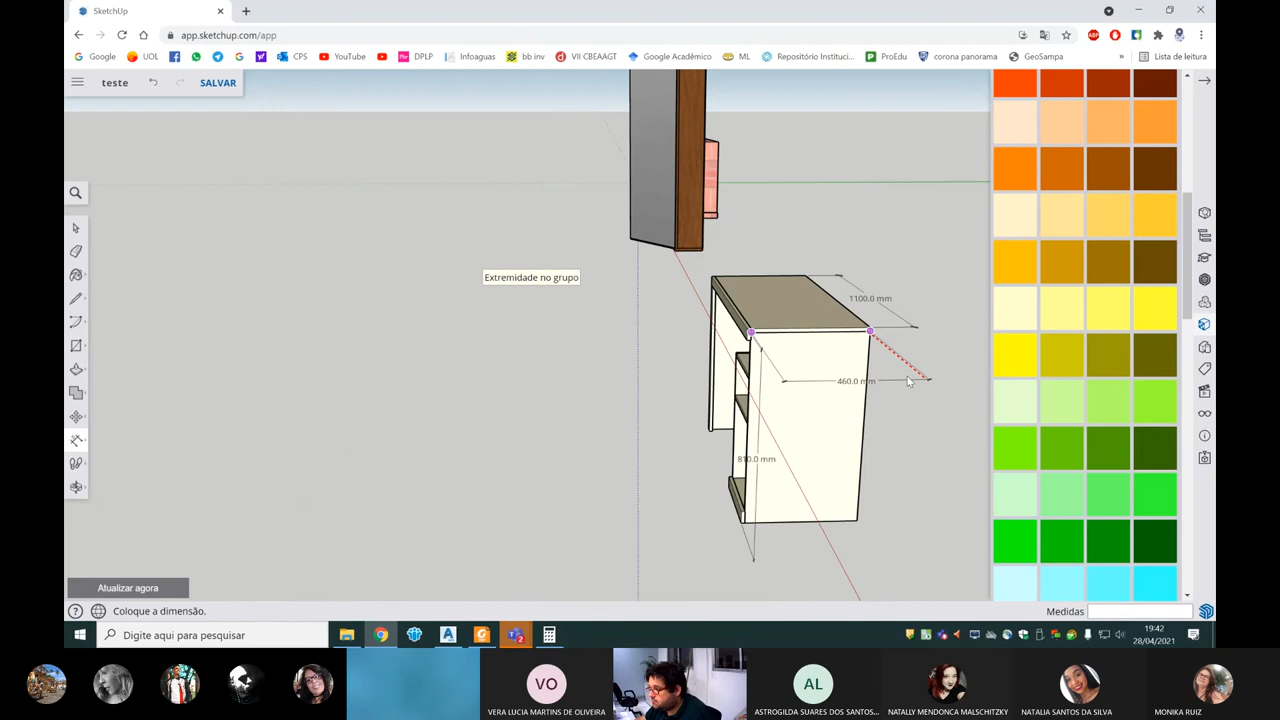 SketchUp
app.sketchup.com/app
Google
UOL
CPS
YouTube
DPLP
Infoaguas
bb inv
VII CBEAAGT
Google Acadêmico
ML
Repositório Instituci...
ProEdu
corona panorama
GeoSampa
»
Lista de leitura
teste
SALVAR
Extremidade no grupo
1100.0 mm
460.0 mm
810.0 mm
Atualizar agora
Coloque a dimensão.
Medidas
Digite aqui para pesquisar
19:42
28/04/2021
VO
AL
VERA LUCIA MARTINS DE OLIVEIRA
ASTROGILDA SUARES DOS SANTOS...
NATALLY MENDONCA MALSCHITZKY
NATALIA SANTOS DA SILVA
MONIKA RUIZ